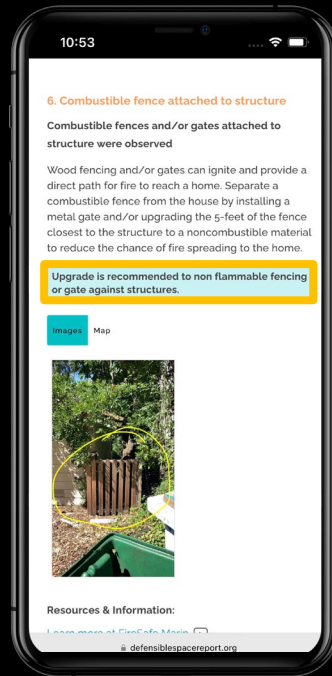 10:53
6. Combustible fence attached to structure
Combustible fences and/or gates attached to
structure were observed
Wood fencing and/or gates can ignite and provide a
direct path for fire to reach a home. Separate a
combustible fence from the house by installing a
metal gate and/or upgrading the 5-feet of the fence
closest to the structure to a noncombustible material
to reduce the chance of fire spreading to the home.
Upgrade is recommended to non flammable fencing
or gate against structures.
Images Map
Resources & Information:
Learn more at FireSafe Marin
defensiblespacereport.org